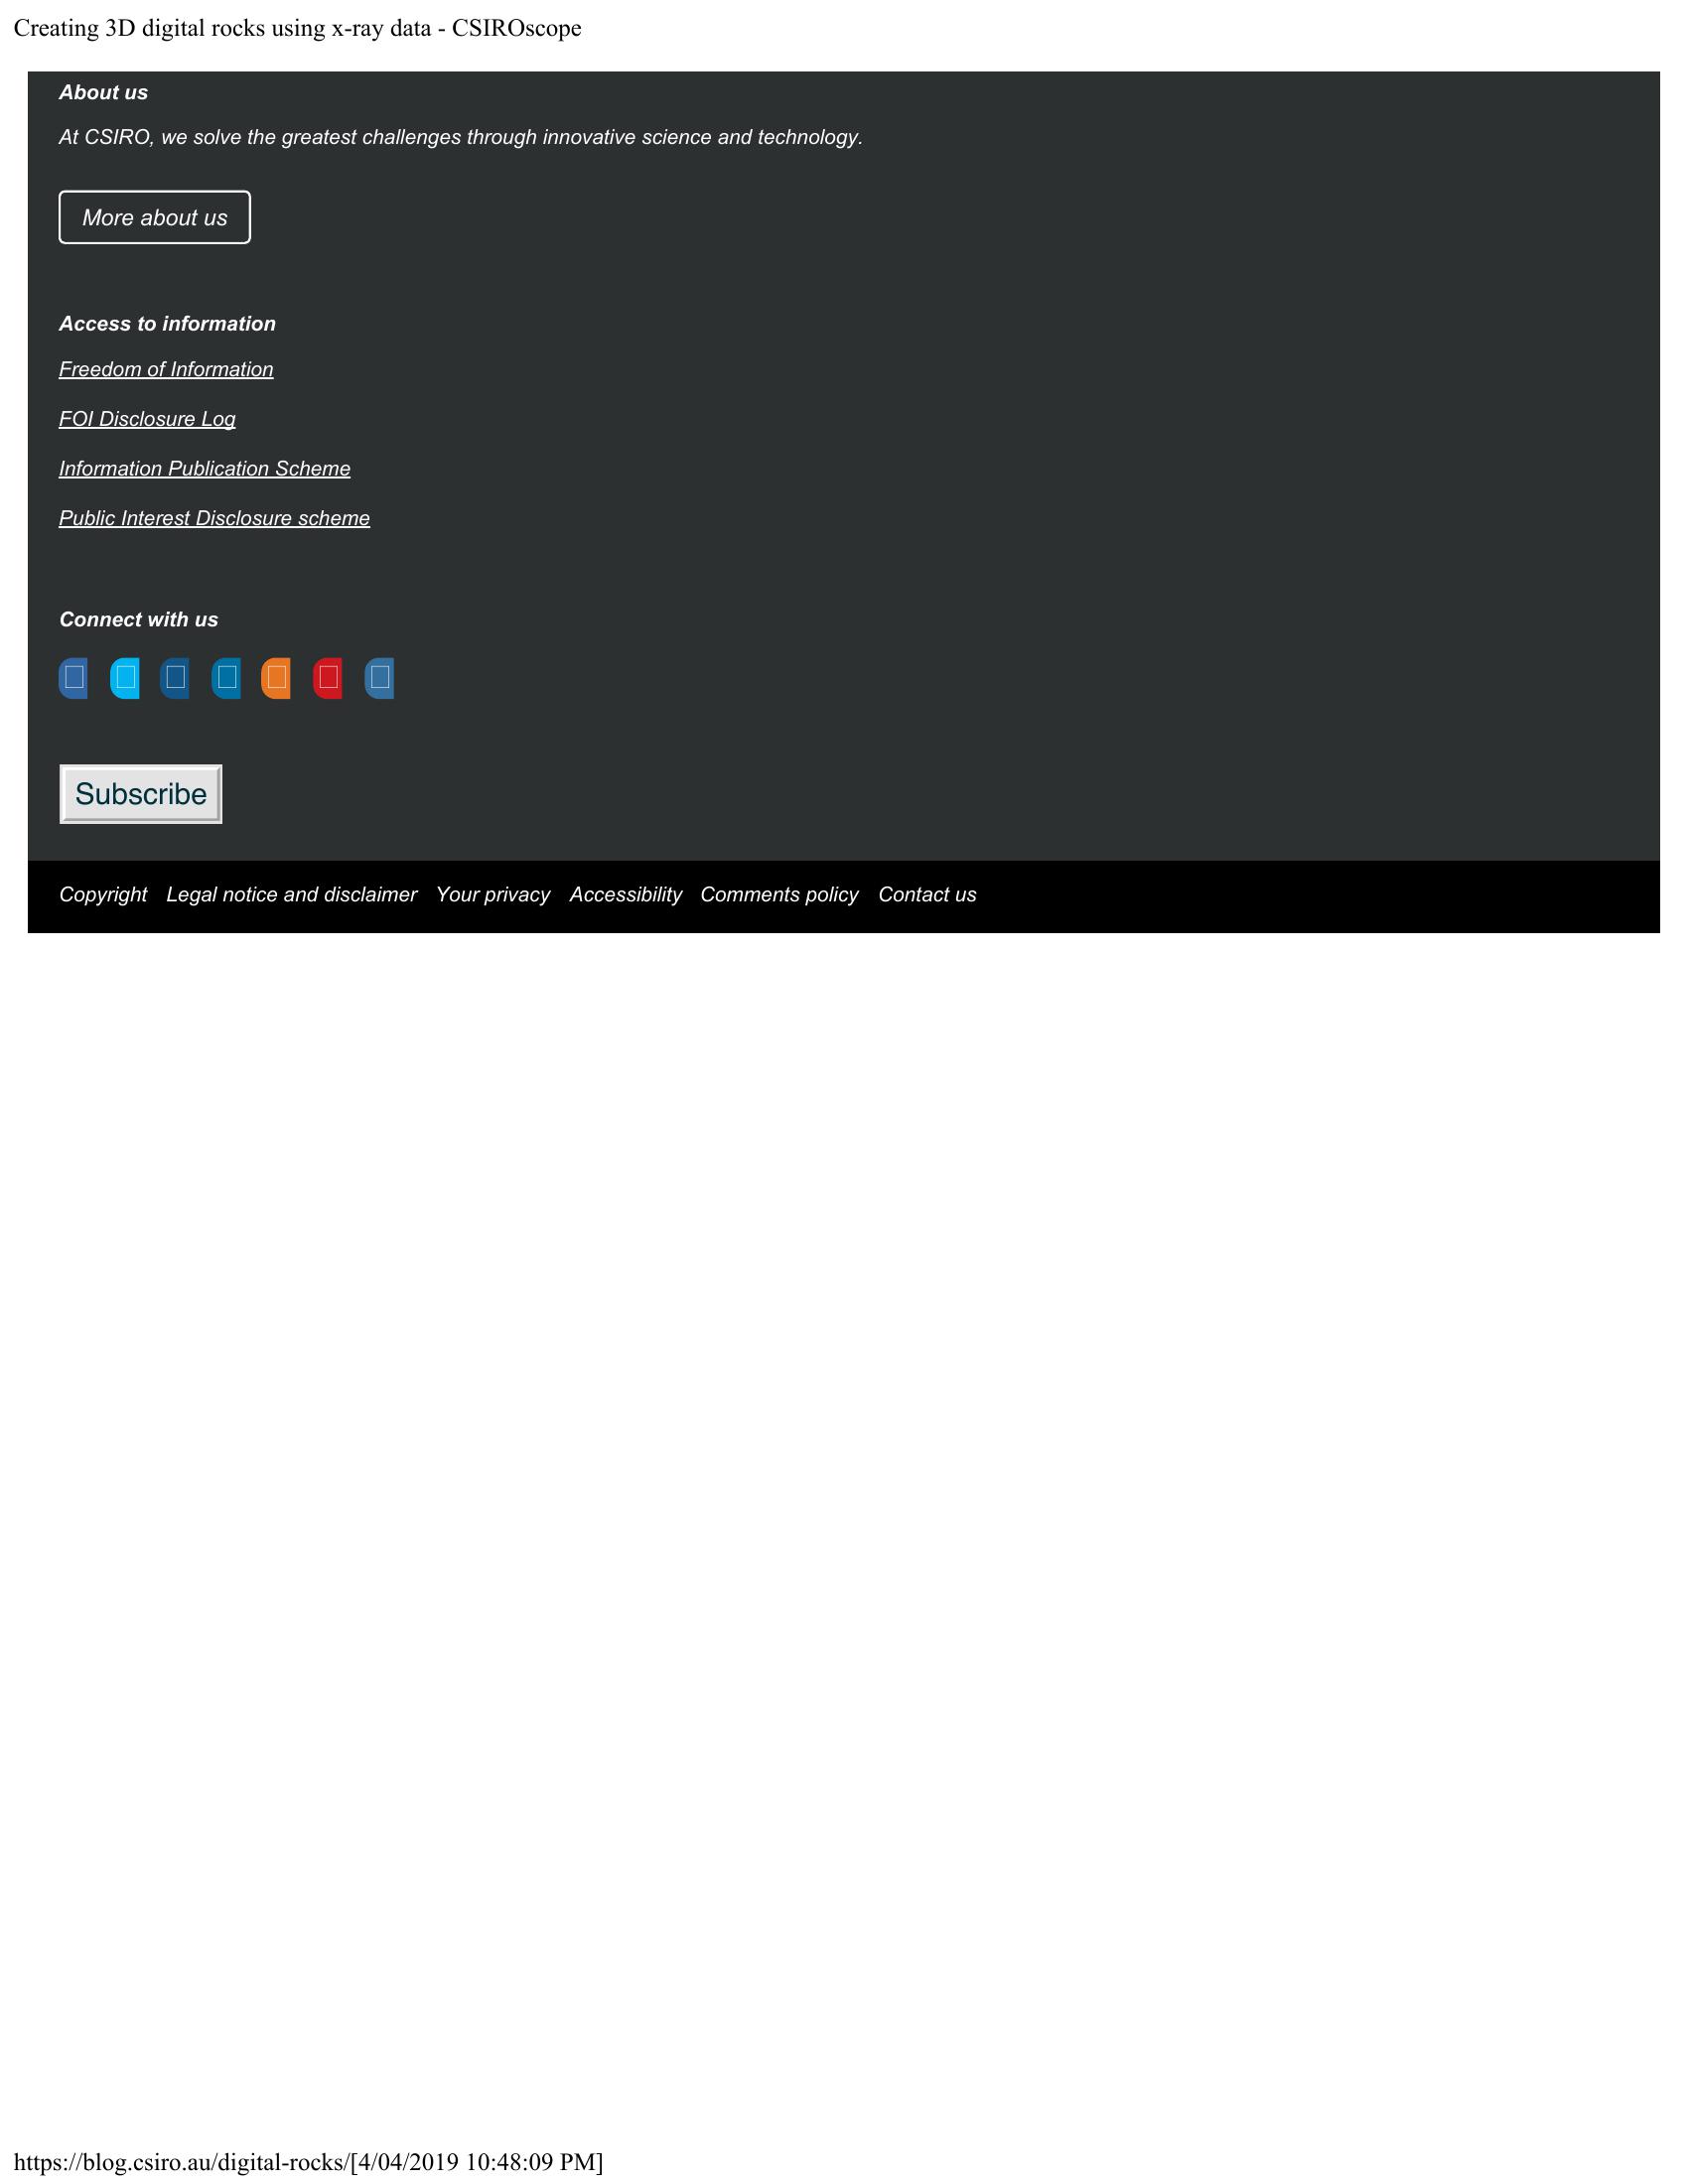 Creating 3D digital rocks using x-ray data - CSIROscope
About us
At CSIRO, we solve the greatest challenges through innovative science and technology.
More about us
Access to information
Freedom of Information
FOI Disclosure Log
Information Publication Scheme
Public Interest Disclosure scheme
Connect with us
Subscribe
Copyright Legal notice and disclaimer Your privacy Accessibility Comments policy Contact us
https://blog.csiro.au/digital-rocks/[4/04/2019 10:48:09 PM]